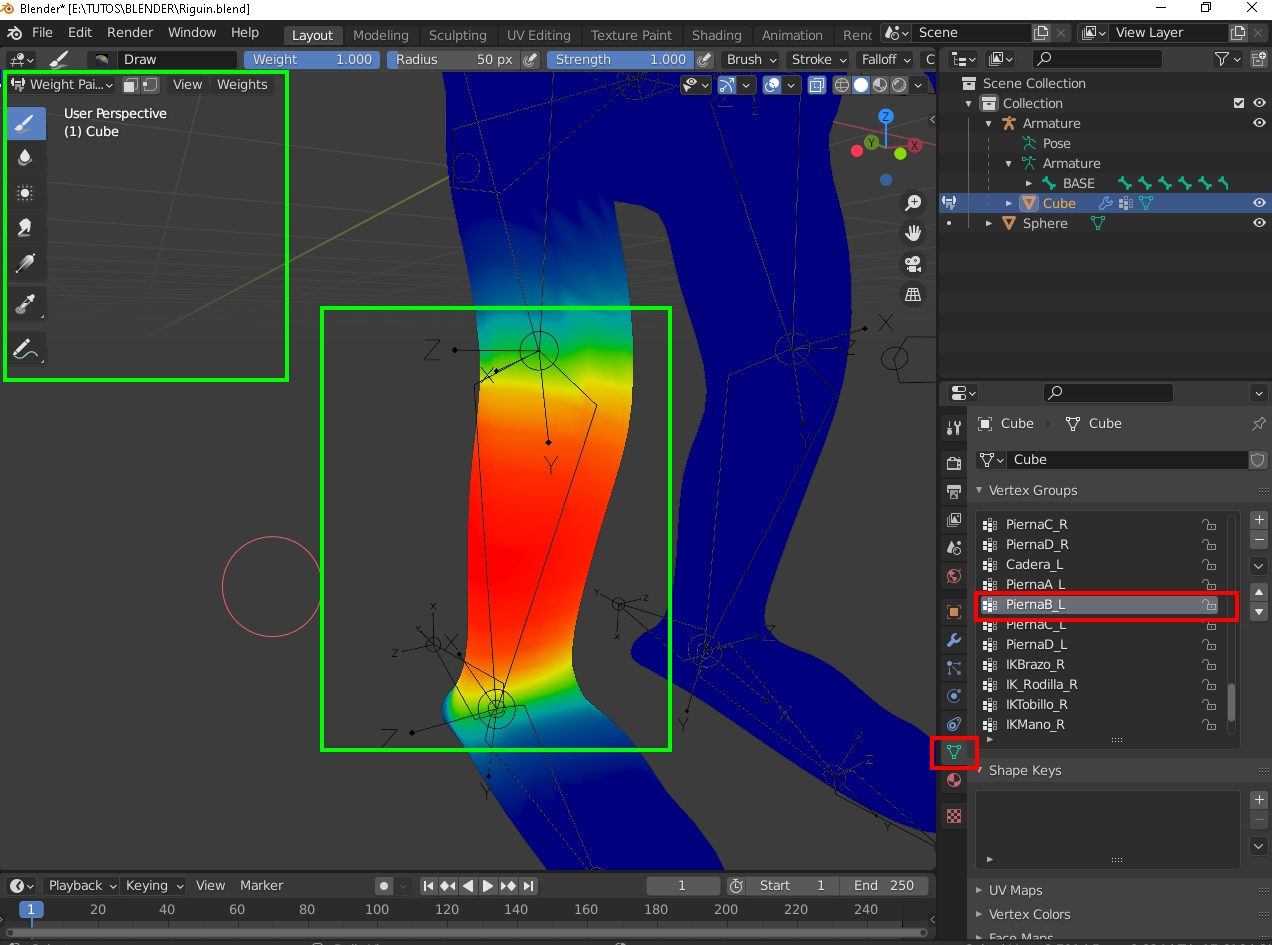 Blender* [E:\TUTOS\BLENDER\Riguin.blend]
File Edit Render Window Help Layout Modeling Sculpting UV Editing Texture Paint Shading Animation Scene View Layer
Draw Weight 1.000 Radius 50 px Strength 1.000 Brush Stroke Falloff C
Weight Pai... View Weights
User Perspective
(1) Cube
Z
Y
X
Z
X
Y
X
Z
Y
X
Y
Z
X
Y
Z
X
Z
Y
Z
X
Y
X
Z
Y
Scene Collection
Collection
Armature
Pose
Armature
BASE
Cube
Sphere
Cube Cube
Cube
Vertex Groups
PiernaC_R
PiernaD_R
Cadera_L
PiernaA_L
PiernaB_L
PiernaC_L
PiernaD_L
IKBrazo_R
IK_Rodilla_R
IKTobillo_R
IKMano_R
Shape Keys
UV Maps
Vertex Colors
Face Maps
Playback Keying View Marker 1 Start 1 End 250
1 20 40 60 80 100 120 140 160 180 200 220 240